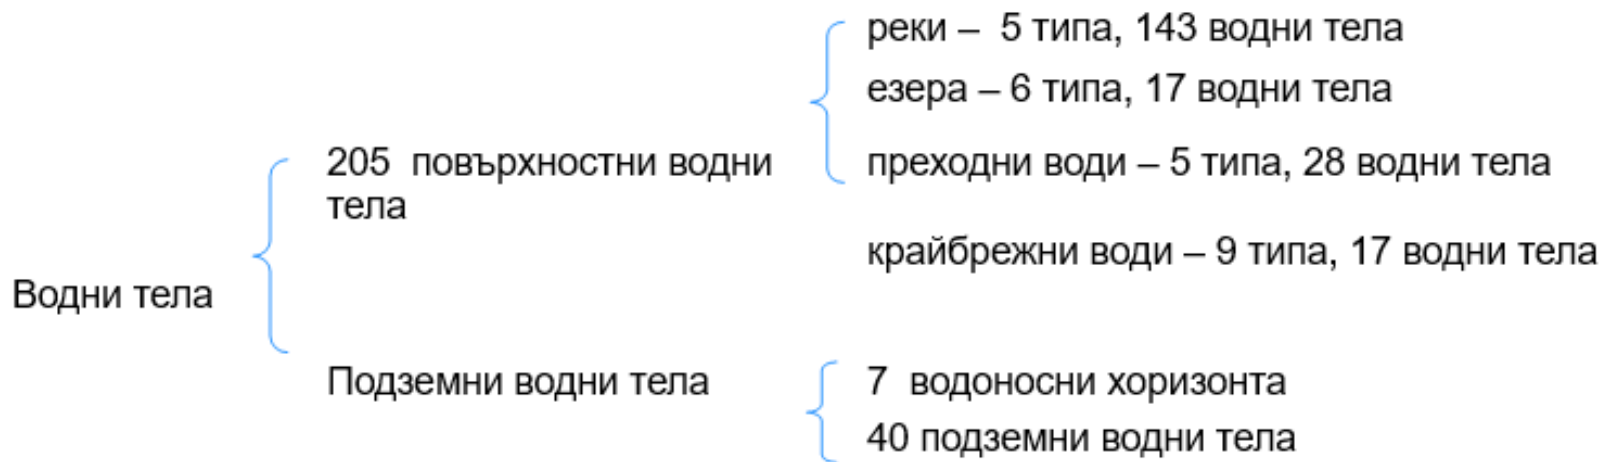 реки – 5 типа, 143 водни тела
езера – 6 типа, 17 водни тела
205 повърхностни водни
тела
преходни води – 5 типа, 28 водни тела
крайбрежни води – 9 типа, 17 водни тела
Водни тела
Подземни водни тела
7 водоносни хоризонта
40 подземни водни тела